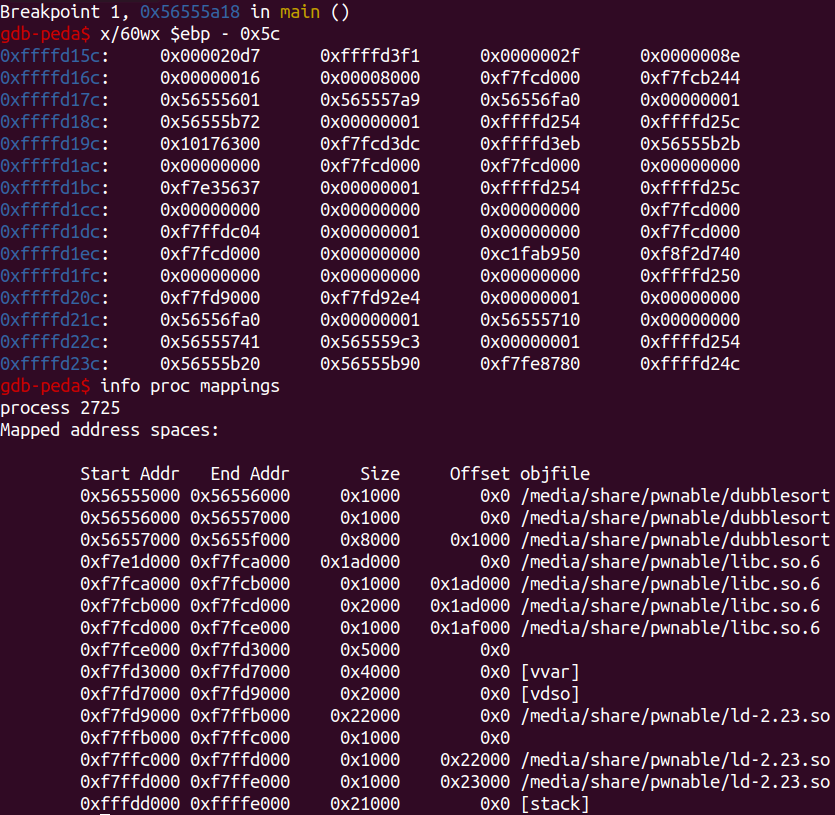 Breakpoint 1, 0x56555a18 in main ()
gdb-peda$ x/60wx $ebp - 0x5c
0xffffd15c: 0x000020d7 0xffffd3f1 0x0000002f 0x0000008e
0xffffd16c: 0x00000016 0x00008000 0xf7fcd000 0xf7fcb244
0xffffd17c: 0x56555601 0x565557a9 0x56556fa0 0x00000001
0xffffd18c: 0x56555b72 0x00000001 0xffffd254 0xffffd25c
0xffffd19c: 0x10176300 0xf7fcd3dc 0xffffd3eb 0x56555b2b
0xffffd1ac: 0x00000000 0xf7fcd000 0xf7fcd000 0x00000000
0xffffd1bc: 0xf7e35637 0x00000001 0xffffd254 0xffffd25c
0xffffd1cc: 0x00000000 0x00000000 0x00000000 0xf7fcd000
0xffffd1dc: 0xf7ffdc04 0x00000001 0x00000000 0xf7fcd000
0xffffd1ec: 0xf7fcd000 0x00000000 0xc1fab950 0xf8f2d740
0xffffd1fc: 0x00000000 0x00000000 0x00000000 0xffffd250
0xffffd20c: 0xf7fd9000 0xf7fd92e4 0x00000001 0x00000000
0xffffd21c: 0x56556fa0 0x00000001 0x56555710 0x00000000
0xffffd22c: 0x56555741 0x565559c3 0x00000001 0xffffd254
0xffffd23c: 0x56555b20 0x56555b90 0xf7fe8780 0xffffd24c
gdb-peda$ info proc mappings
process 2725
Mapped address spaces:
Start Addr End Addr Size Offset objfile
0x56555000 0x56556000 0x1000 0x0 /media/share/pwnable/dubblesort
0x56556000 0x56557000 0x1000 0x0 /media/share/pwnable/dubblesort
0x56557000 0x5655f000 0x8000 0x1000 /media/share/pwnable/dubblesort
0xf7e1d000 0xf7fca000 0x1ad000 0x0 /media/share/pwnable/libc.so.6
0xf7fca000 0xf7fcb000 0x1000 0x1ad000 /media/share/pwnable/libc.so.6
0xf7fcb000 0xf7fcd000 0x2000 0x1ad000 /media/share/pwnable/libc.so.6
0xf7fcd000 0xf7fce000 0x1000 0x1af000 /media/share/pwnable/libc.so.6
0xf7fce000 0xf7fd3000 0x5000 0x0
0xf7fd3000 0xf7fd7000 0x4000 0x0 [vvar]
0xf7fd7000 0xf7fd9000 0x2000 0x0 [vdso]
0xf7fd9000 0xf7ffb000 0x22000 0x0 /media/share/pwnable/ld-2.23.so
0xf7ffb000 0xf7ffc000 0x1000 0x0
0xf7ffc000 0xf7ffd000 0x1000 0x22000 /media/share/pwnable/ld-2.23.so
0xf7ffd000 0xf7ffe000 0x1000 0x23000 /media/share/pwnable/ld-2.23.so
0xfffdd000 0xffffe000 0x21000 0x0 [stack]